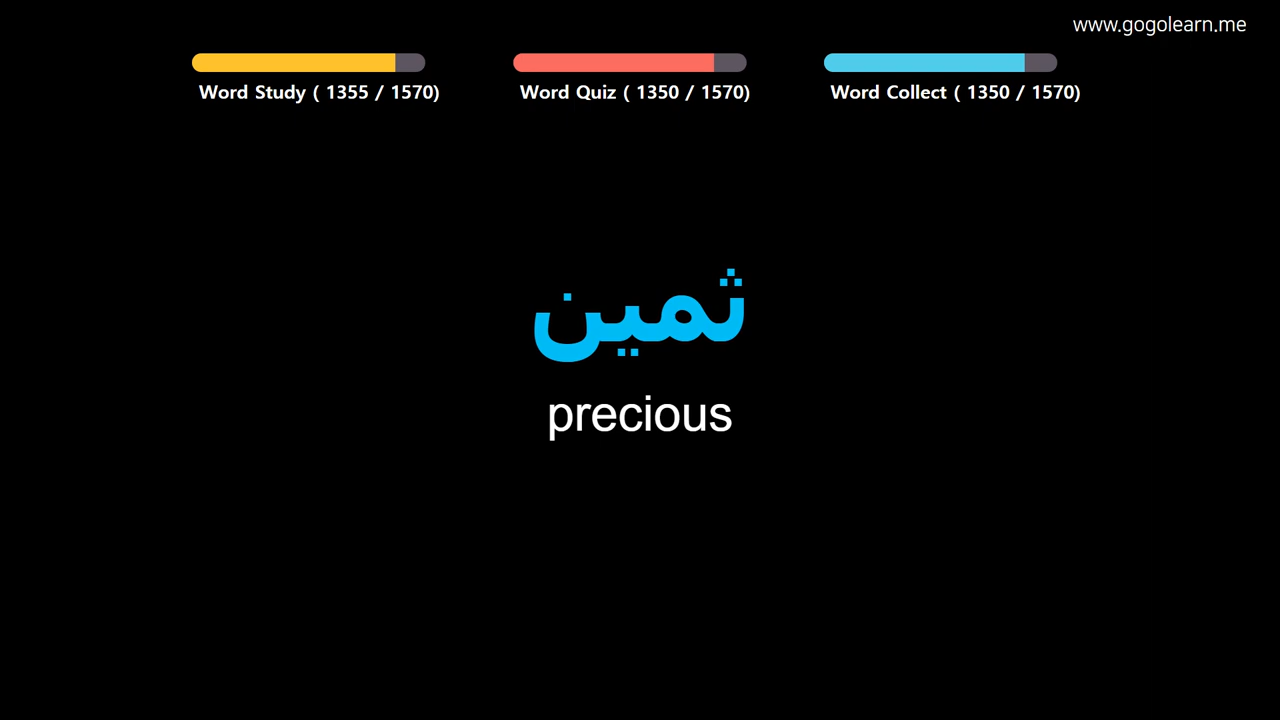 www.gogolearn.me
Word Study ( 1355 / 1570)
Word Quiz ( 1350 / 1570)
Word Collect ( 1350 / 1570)
ثمين
precious